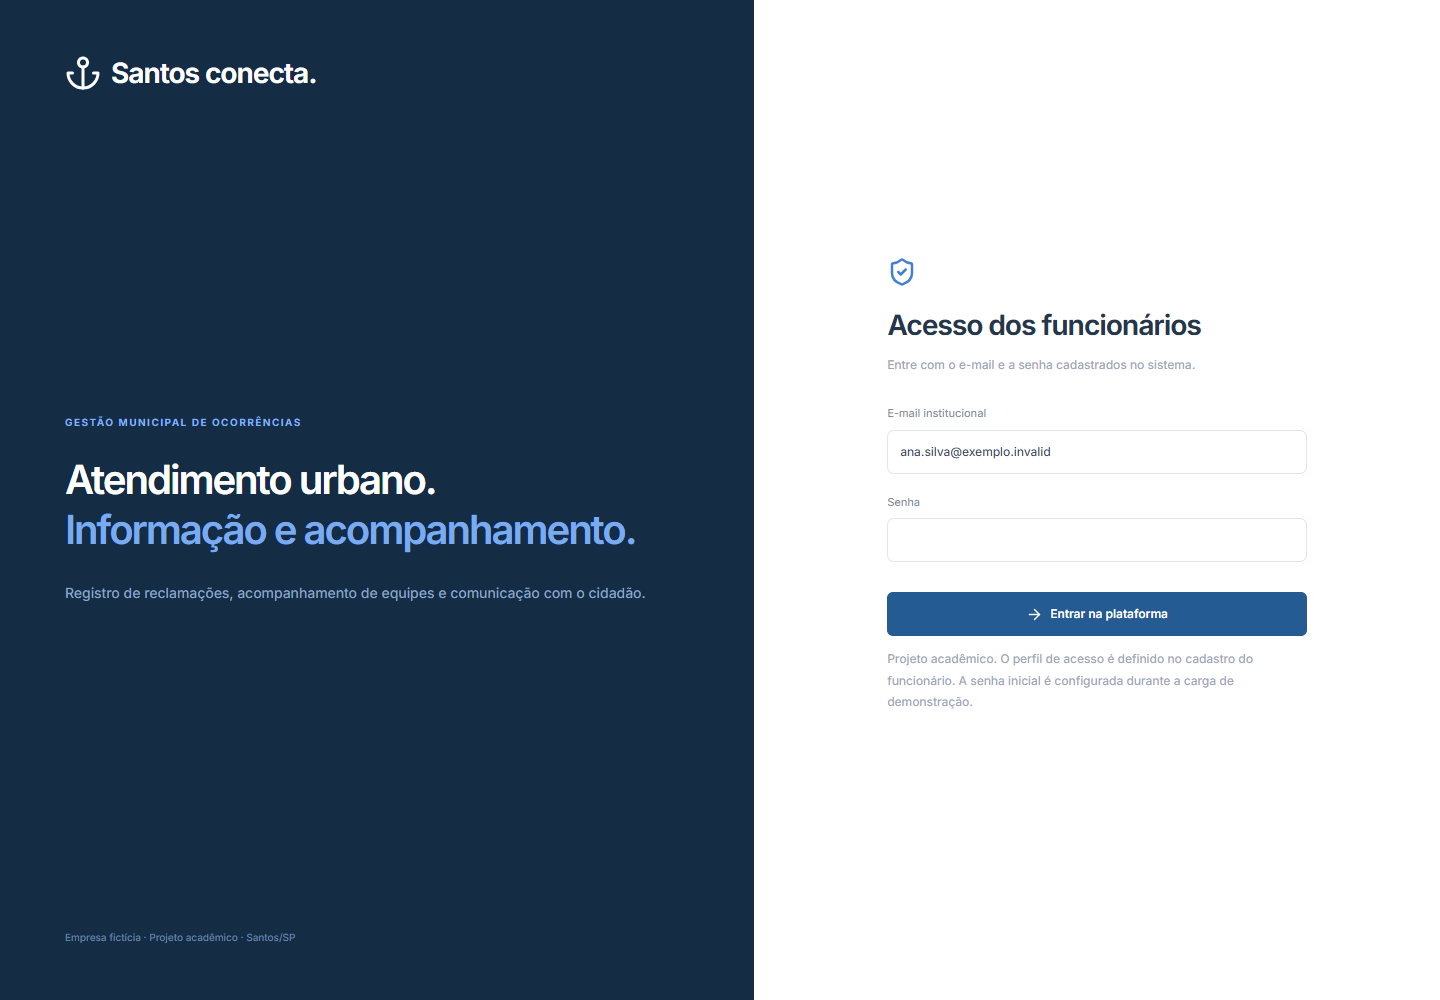 Santos conecta.
GESTÃO MUNICIPAL DE OCORRÊNCIAS
Atendimento urbano.
Informação e acompanhamento.
Registro de reclamações, acompanhamento de equipes e comunicação com o cidadão.
Empresa fictícia · Projeto acadêmico · Santos/SP
Acesso dos funcionários
Entre com o e-mail e a senha cadastrados no sistema.
E-mail institucional
ana.silva@exemplo.invalid
Senha
Entrar na plataforma
Projeto acadêmico. O perfil de acesso é definido no cadastro do
funcionário. A senha inicial é configurada durante a carga de
demonstração.